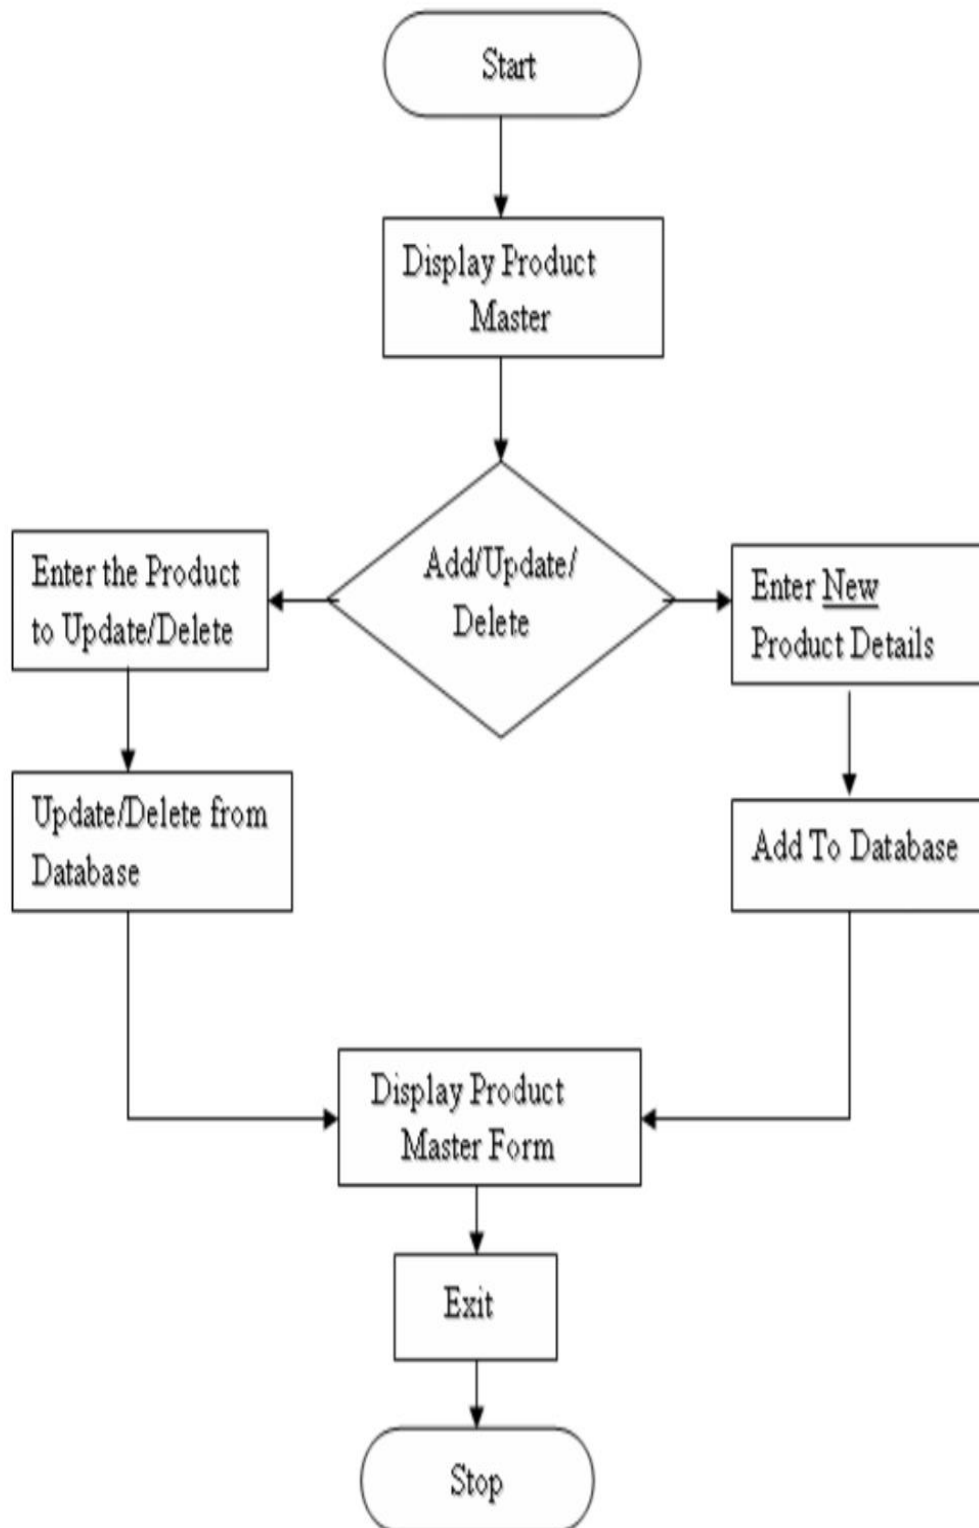 Start
Display Product
Master
Add/Update/
Delete
Enter the Product
to Update/Delete
Enter New
Product Details
Update/Delete from
Database
Add To Database
Display Product
Master Form
Exit
Stop